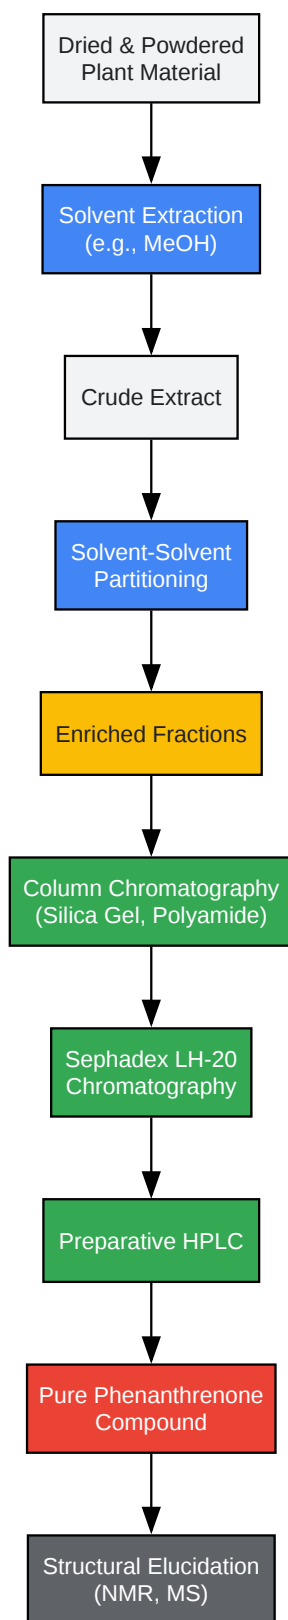 Dried & Powdered
Plant Material
Solvent Extraction
(e.g., MeOH)
Crude Extract
Solvent-Solvent
Partitioning
Enriched Fractions
Column Chromatography
(Silica Gel, Polyamide)
Sephadex LH-20
Chromatography
Preparative HPLC
Pure Phenanthrenone
Compound
Structural Elucidation
(NMR, MS)